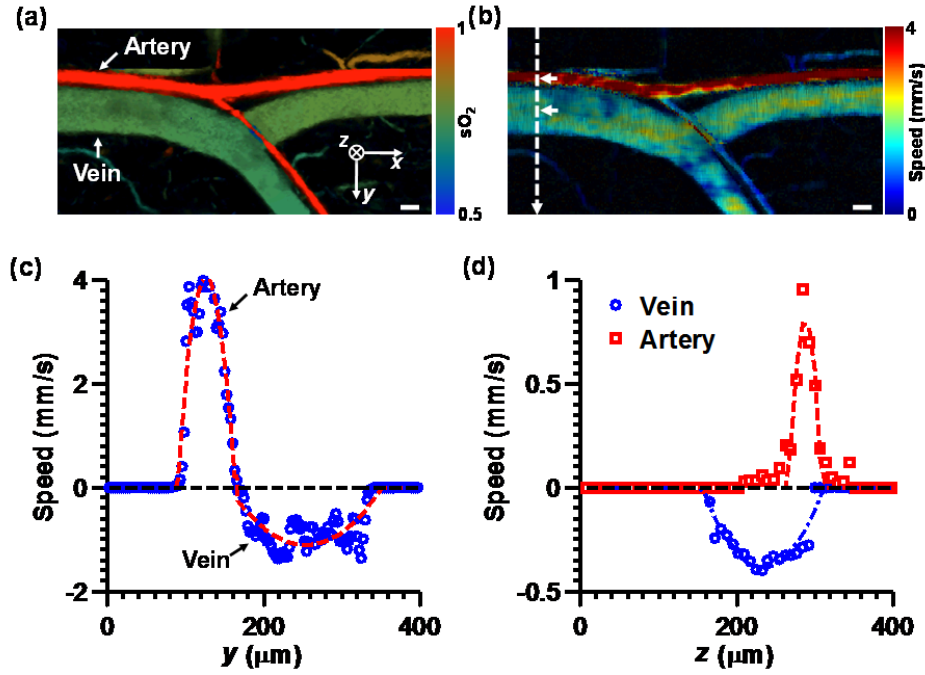 (a)
Artery
Vein
z
x
y
1
sO2
0.5
(b)
4
Speed (mm/s)
0
(c)
4
2
0
-2
Speed (mm/s)
Artery
Vein
0
200
400
y (μm)
(d)
1
0.5
0
-0.5
Speed (mm/s)
Vein
Artery
0
200
400
z (μm)